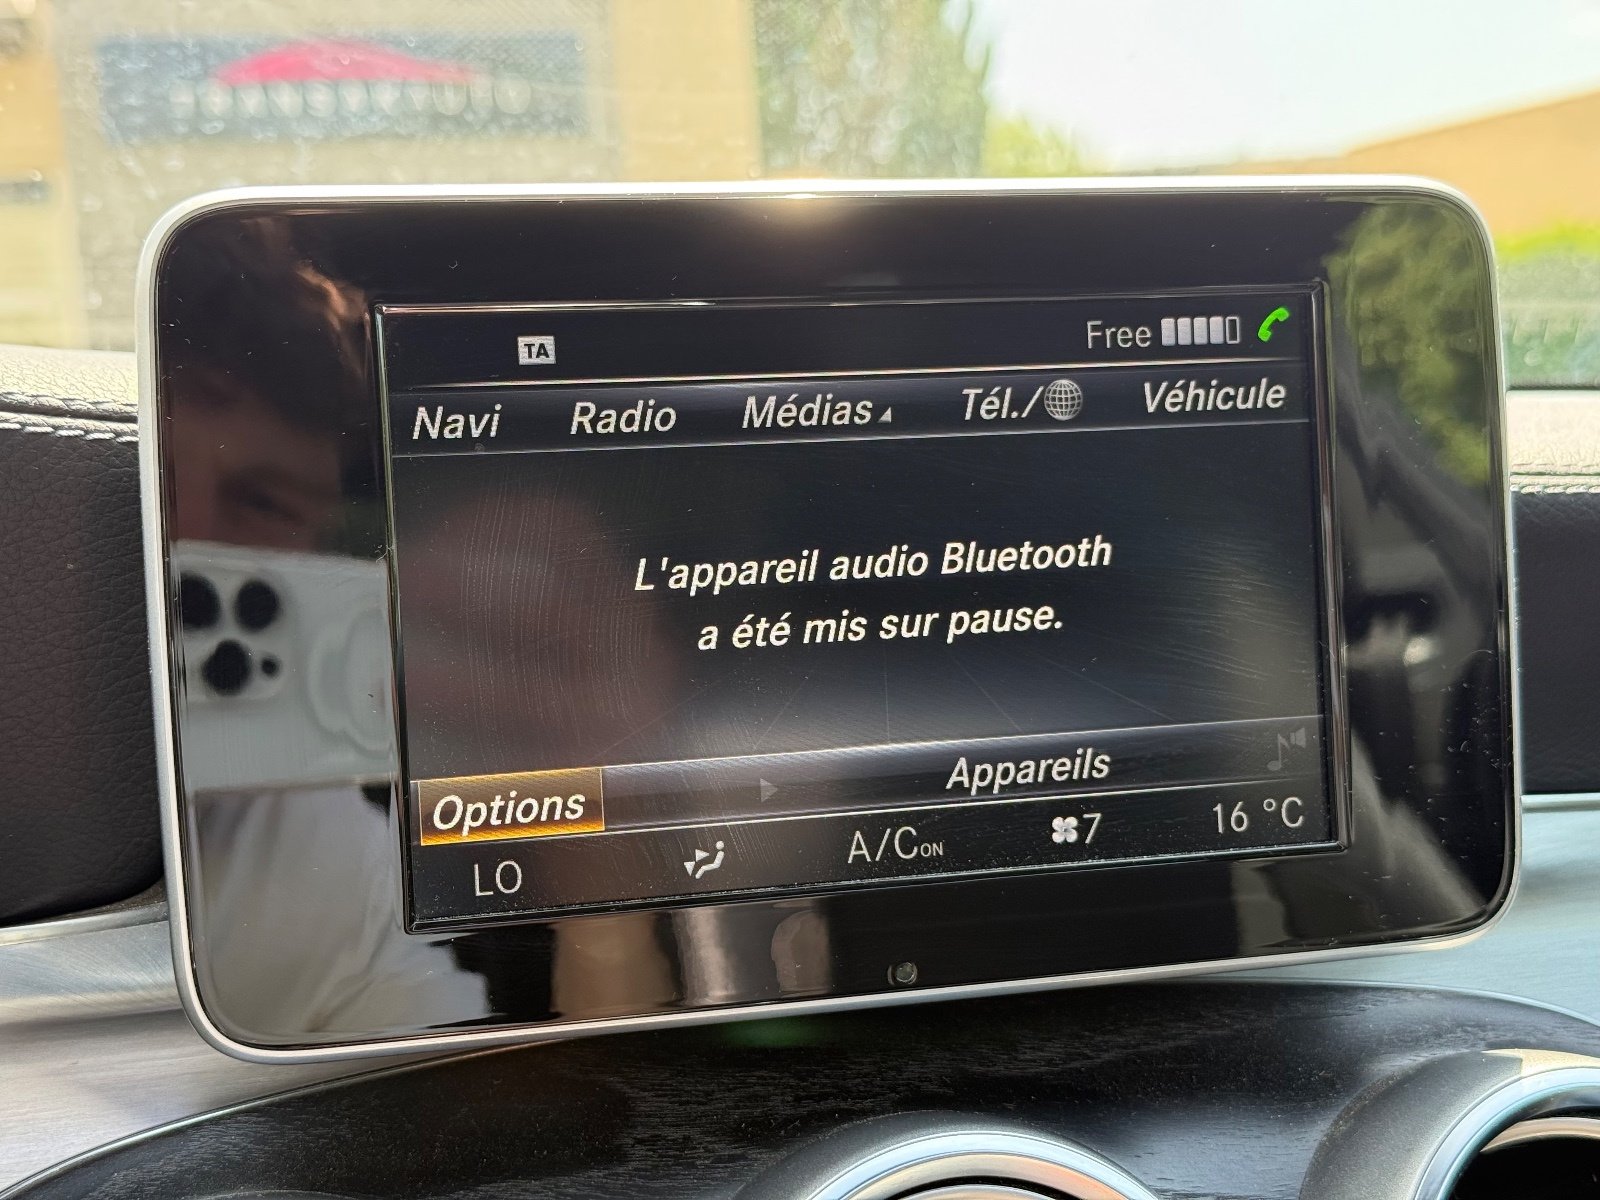 TA
Free
Navi Radio Médias Tél./ Véhicule
L'appareil audio Bluetooth
a été mis sur pause.
Options Appareils
LO A/C ON 7 16 °C